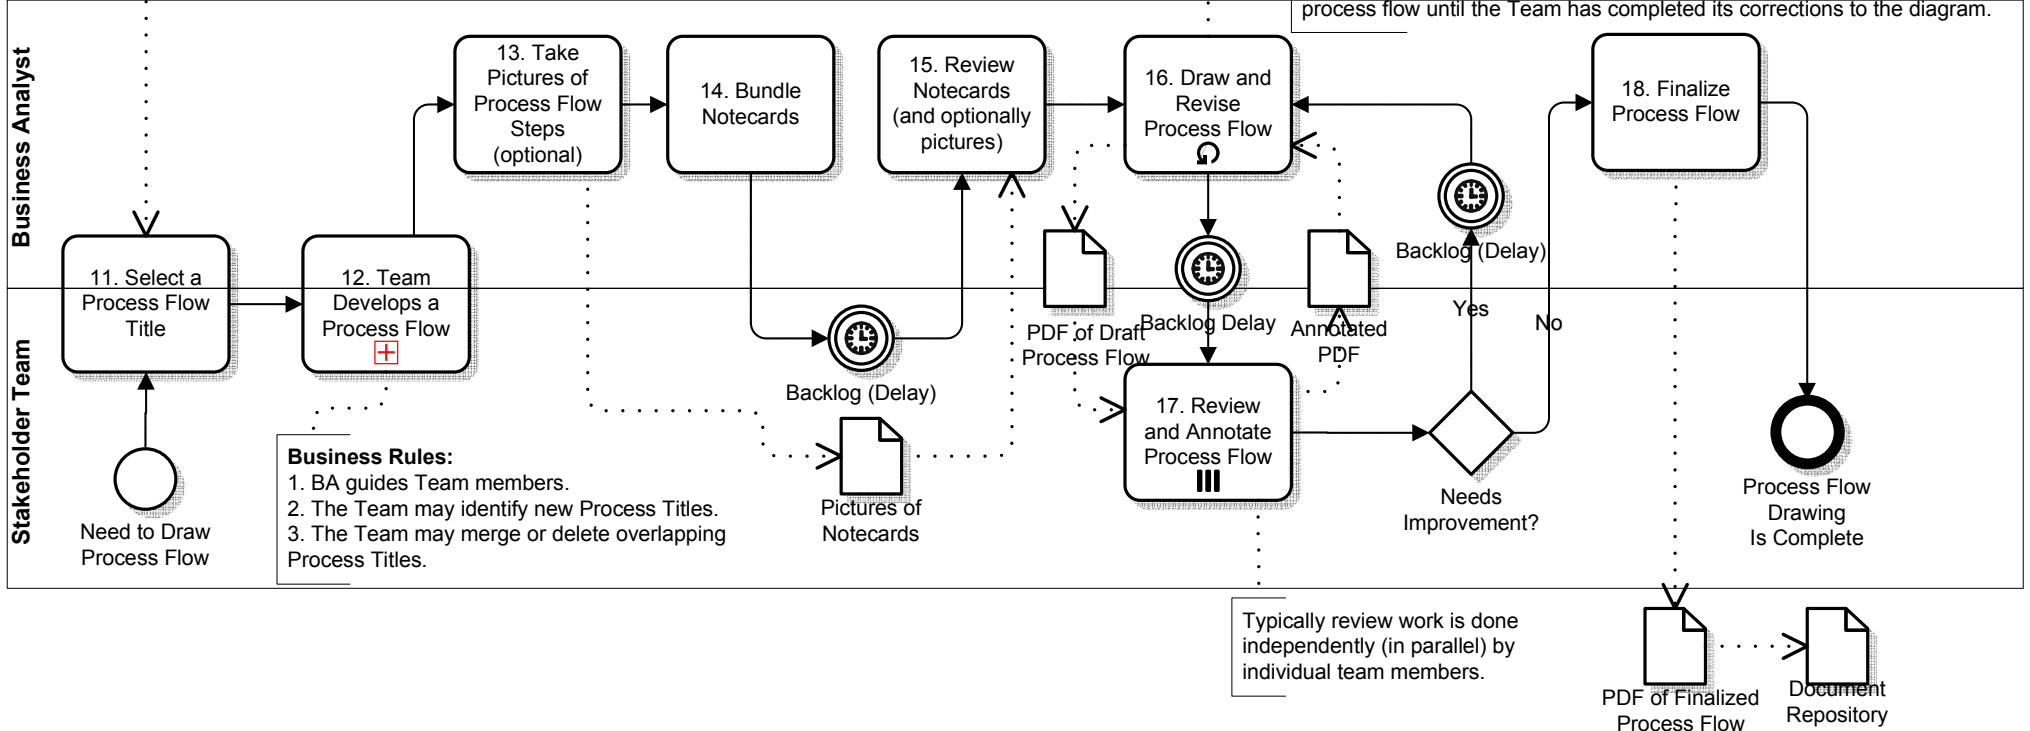 process flow until the Team has completed its corrections to the diagram.
Business Analyst
13. Take
Pictures of
Process Flow
Steps
(optional)
14. Bundle
Notecards
15. Review
Notecards
(and optionally
pictures)
16. Draw and
Revise
Process Flow
18. Finalize
Process Flow
11. Select a
Process Flow
Title
12. Team
Develops a
Process Flow
Backlog (Delay)
Yes
No
PDF of Draft
Process Flow
Backlog Delay
Annotated
PDF
Stakeholder Team
Backlog (Delay)
17. Review
and Annotate
Process Flow
Business Rules:
1. BA guides Team members.
2. The Team may identify new Process Titles.
3. The Team may merge or delete overlapping
Process Titles.
Need to Draw
Process Flow
Pictures of
Notecards
Needs
Improvement?
Process Flow
Drawing
Is Complete
Typically review work is done
independently (in parallel) by
individual team members.
PDF of Finalized
Process Flow
Document
Repository